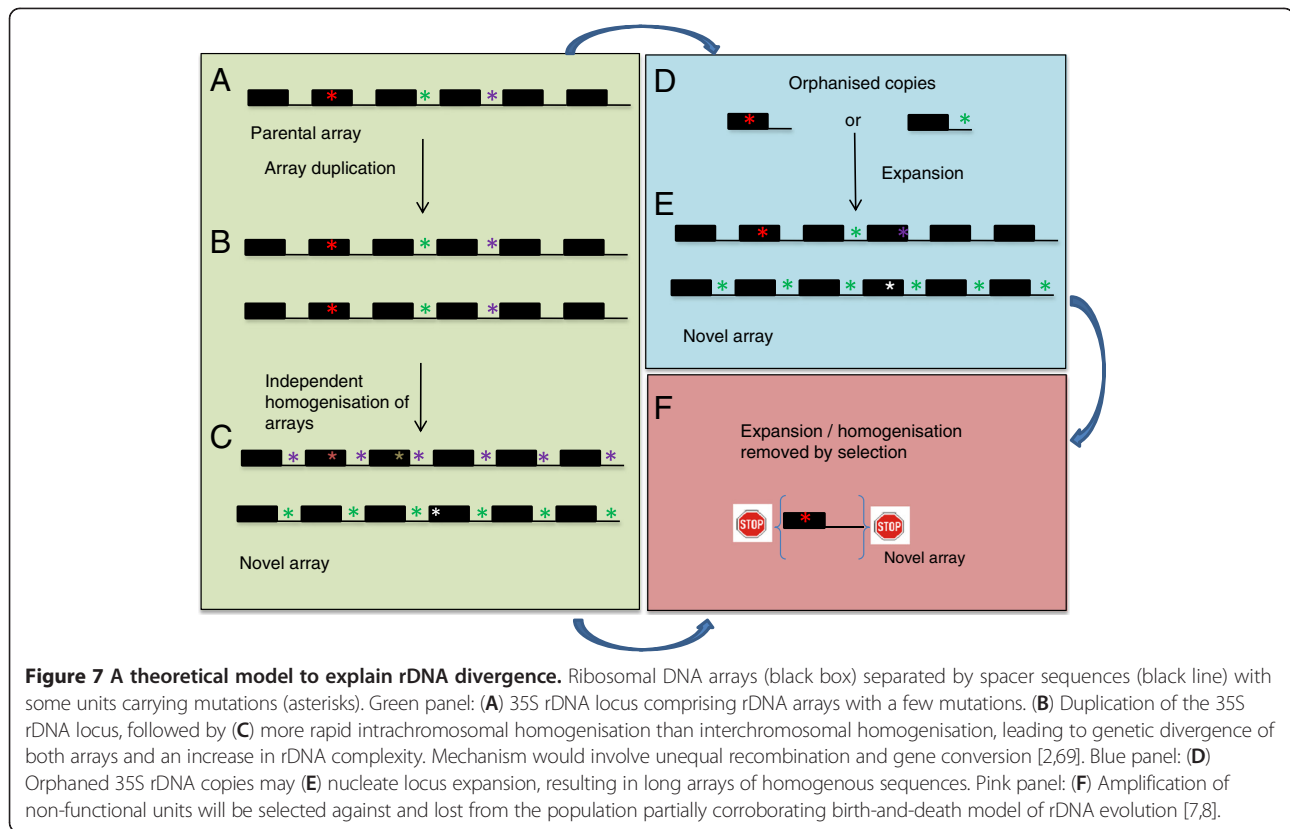 A
*
*
*
Parental array
Array duplication
B
*
*
*
*
*
*
Independent
homogenisation of
arrays
C
* * * * * * * *
* * * * * * *
Novel array
D
Orphanised copies
*
or
*
Expansion
E
*
*
*
* * * * * * *
Novel array
F
Expansion / homogenisation
removed by selection
STOP
*
STOP
Novel array
Figure 7 A theoretical model to explain rDNA divergence. Ribosomal DNA arrays (black box) separated by spacer sequences (black line) with
some units carrying mutations (asterisks). Green panel: (A) 35S rDNA locus comprising rDNA arrays with a few mutations. (B) Duplication of the 35S
rDNA locus, followed by (C) more rapid intrachromosomal homogenisation than interchromosomal homogenisation, leading to genetic divergence of
both arrays and an increase in rDNA complexity. Mechanism would involve unequal recombination and gene conversion [2,69]. Blue panel: (D)
Orphaned 35S rDNA copies may (E) nucleate locus expansion, resulting in long arrays of homogenous sequences. Pink panel: (F) Amplification of
non-functional units will be selected against and lost from the population partially corroborating birth-and-death model of rDNA evolution [7,8].